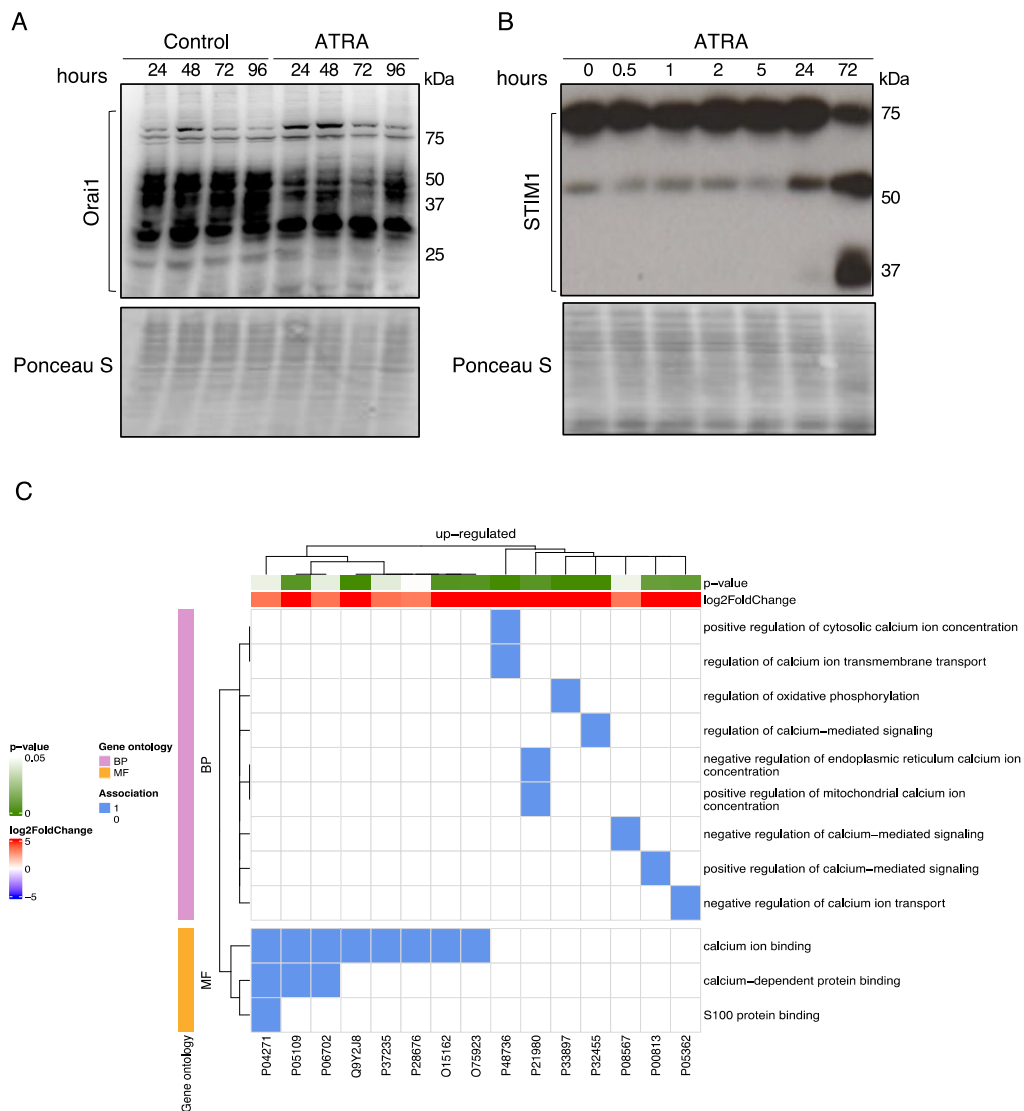 A
Control ATRA
hours 24 48 72 96 24 48 72 96 kDa
Orai1
75
50
37
25
Ponceau S
B
ATRA
hours 0 0.5 1 2 5 24 72 kDa
STIM1
75
50
37
Ponceau S
C
up-regulated
p-value
log2FoldChange
positive regulation of cytosolic calcium ion concentration
regulation of calcium ion transmembrane transport
regulation of oxidative phosphorylation
regulation of calcium-mediated signaling
negative regulation of endoplasmic reticulum calcium ion
concentration
positive regulation of mitochondrial calcium ion
concentration
negative regulation of calcium-mediated signaling
positive regulation of calcium-mediated signaling
negative regulation of calcium ion transport
calcium ion binding
calcium-dependent protein binding
S100 protein binding
BP
MF
Gene ontology
p-value
0.05
0
log2FoldChange
5
0
-5
Gene ontology
BP
MF
Association
1
0
P04271
P05109
P06702
Q9Y2J8
P37235
P28676
O15162
O75923
P48736
P21980
P33897
P32455
P08567
P00813
P05362